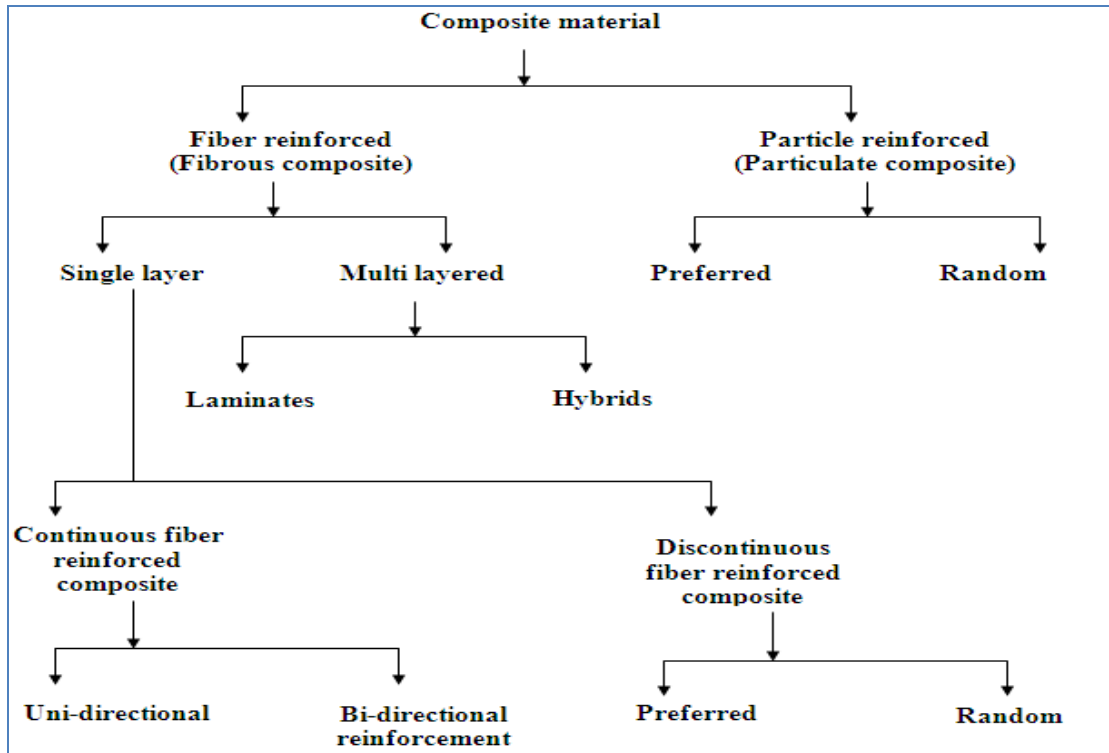 Composite material
Fiber reinforced
(Fibrous composite)
Particle reinforced
(Particulate composite)
Single layer
Multi layered
Preferred
Random
Laminates
Hybrids
Continuous fiber
reinforced
composite
Discontinuous
fiber reinforced
composite
Uni-directional
Bi-directional
reinforcement
Preferred
Random